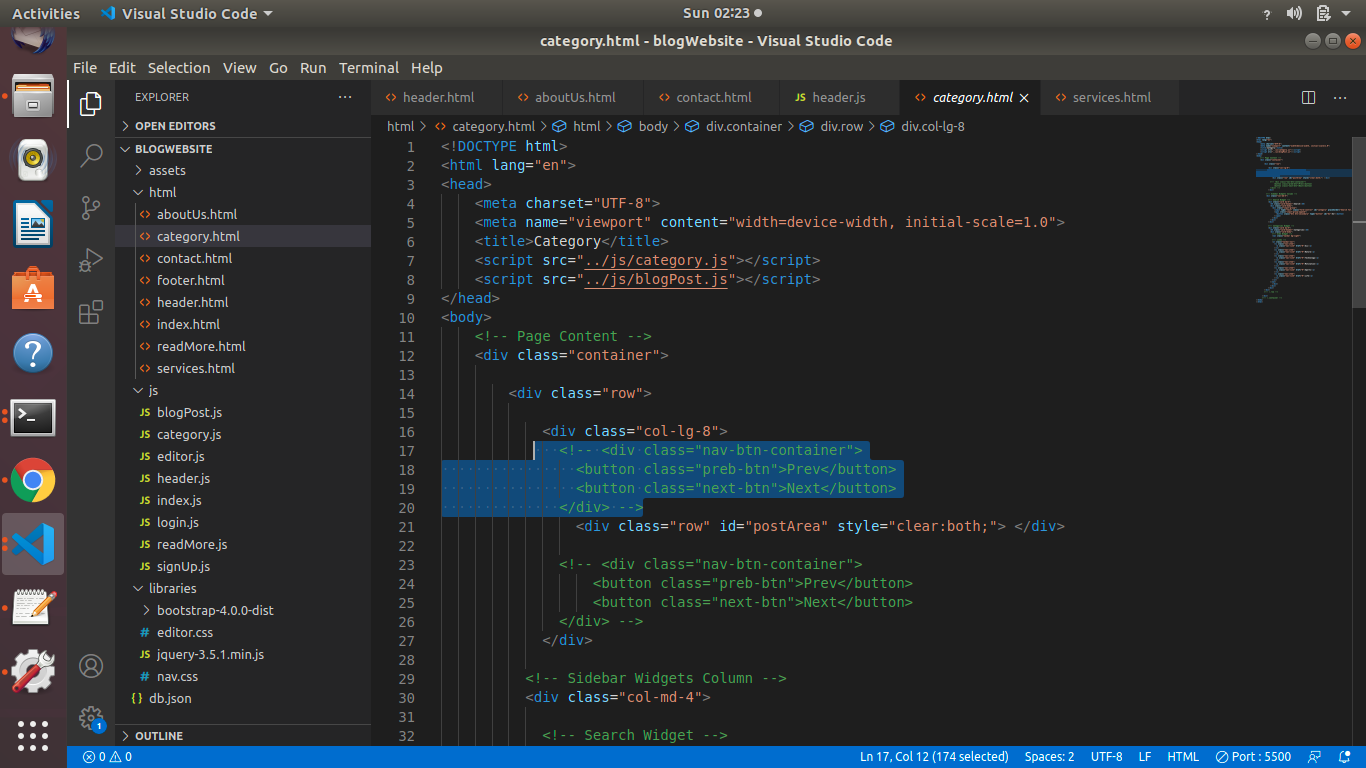 Activities Visual Studio Code Sun 02:23 ?
category.html - blogWebsite - Visual Studio Code
File Edit Selection View Go Run Terminal Help
EXPLORER ···
OPEN EDITORS
BLOGWEBSITE
assets
html
aboutUs.html
category.html
contact.html
footer.html
header.html
index.html
readMore.html
services.html
js
JS blogPost.js
JS category.js
JS editor.js
JS header.js
JS index.js
JS login.js
JS readMore.js
JS signUp.js
libraries
bootstrap-4.0.0-dist
# editor.css
JS jquery-3.5.1.min.js
# nav.css
{} db.json
OUTLINE
1
<> header.html <> aboutUs.html <> contact.html JS header.js <> category.html × <> services.html ···
html > <> category.html > html > body > div.container > div.row > div.col-lg-8
1 <!DOCTYPE html>
2 <html lang="en">
3 <head>
4 <meta charset="UTF-8">
5 <meta name="viewport" content="width=device-width, initial-scale=1.0">
6 <title>Category</title>
7 <script src="../js/category.js"></script>
8 <script src="../js/blogPost.js"></script>
9 </head>
10 <body>
11 <!-- Page Content -->
12 <div class="container">
13
14 <div class="row">
15
16 <div class="col-lg-8">
17 <!-- <div class="nav-btn-container">
18 <button class="preb-btn">Prev</button>
19 <button class="next-btn">Next</button>
20 </div> -->
21 <div class="row" id="postArea" style="clear:both;"> </div>
22
23 <!-- <div class="nav-btn-container">
24 <button class="preb-btn">Prev</button>
25 <button class="next-btn">Next</button>
26 </div> -->
27 </div>
28
29 <!-- Sidebar Widgets Column -->
30 <div class="col-md-4">
31
32 <!-- Search Widget -->
0 0 Ln 17, Col 12 (174 selected) Spaces: 2 UTF-8 LF HTML Port : 5500